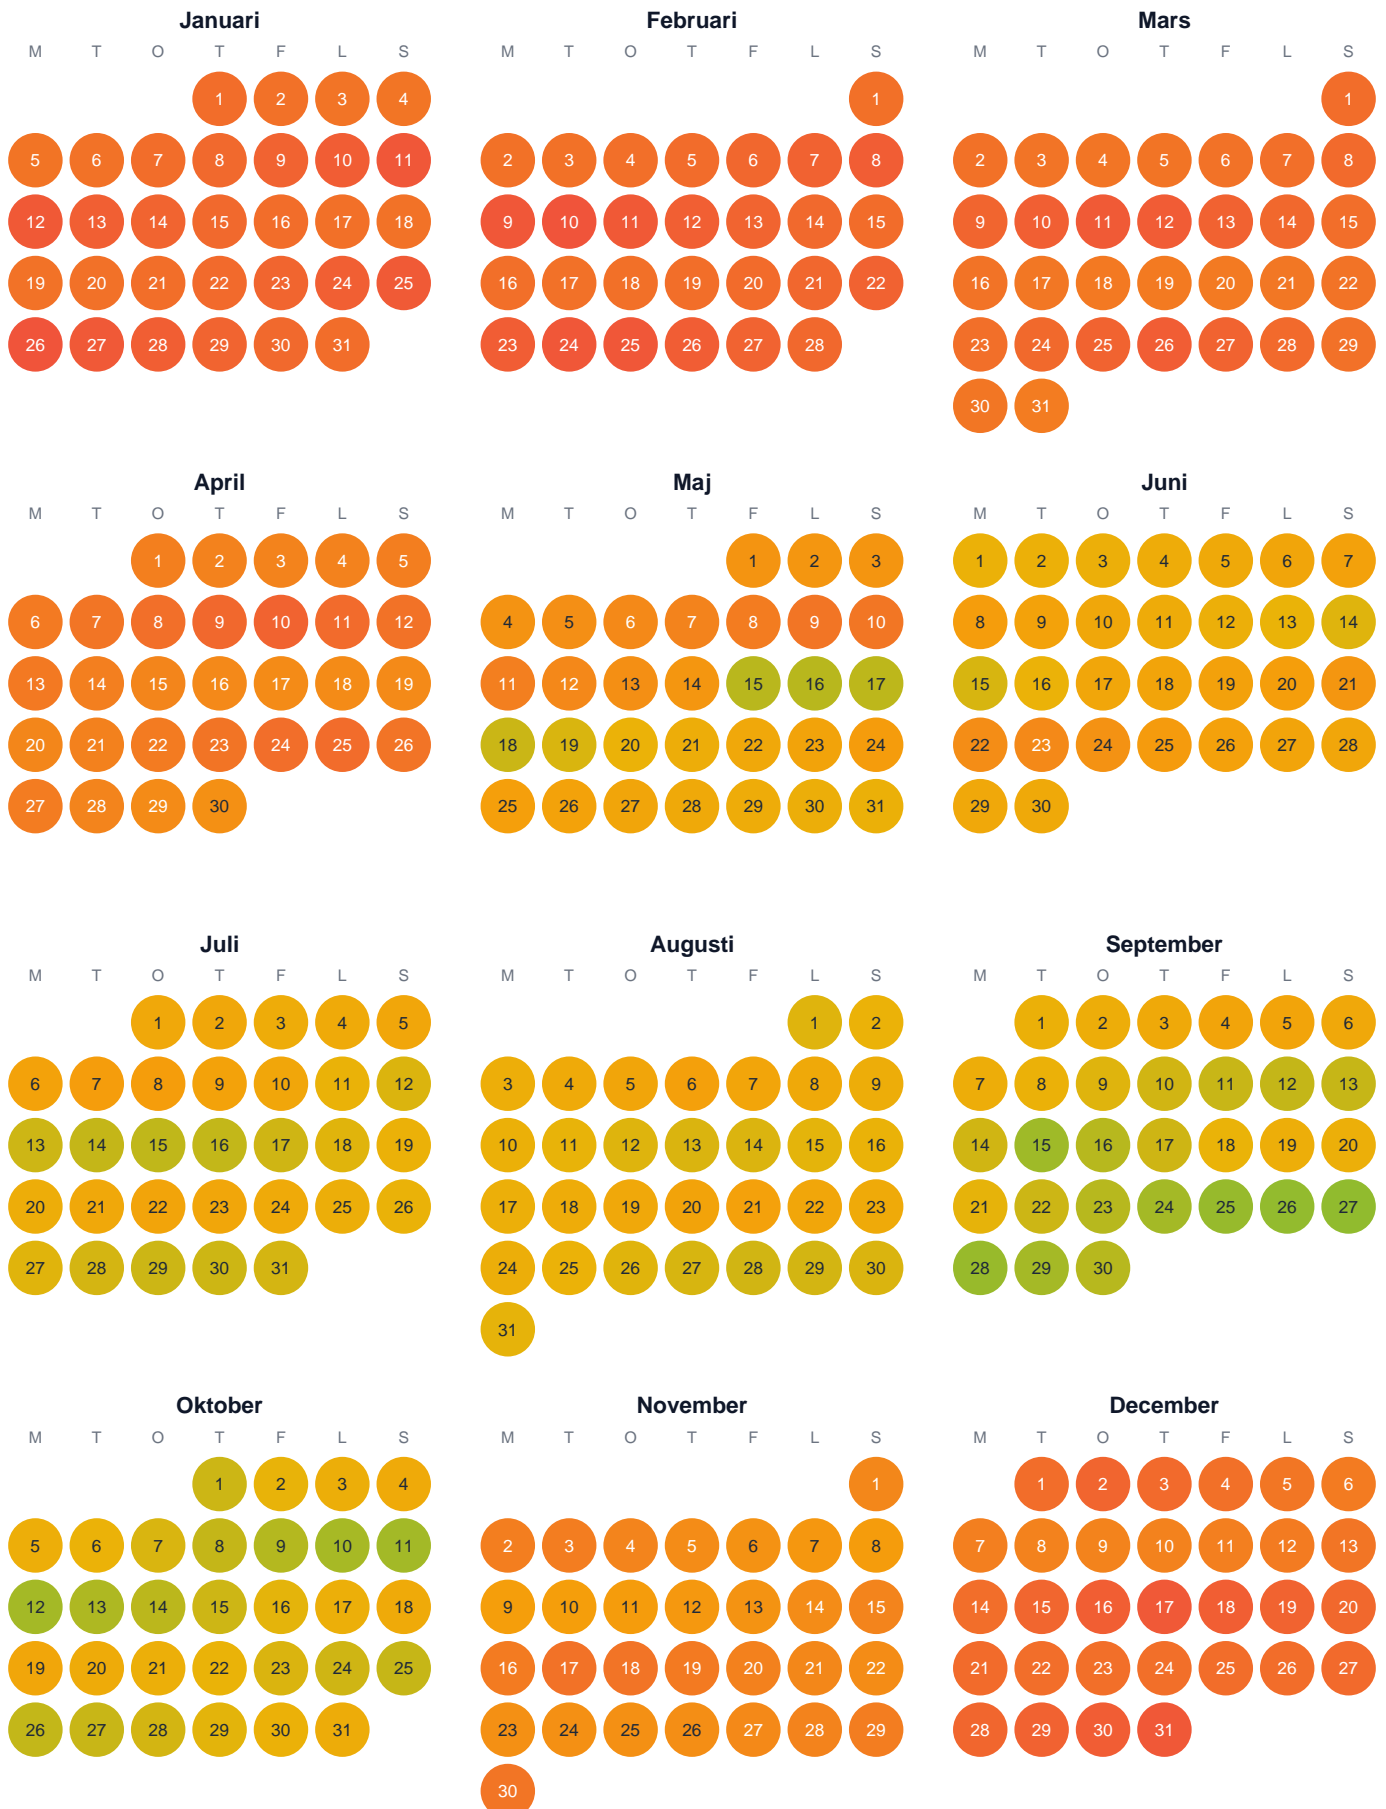 Januari Februari Mars
M T O T F L S M T O T F L S M T O T F L S
1 2 3 4 1 1
5 6 7 8 9 10 11 2 3 4 5 6 7 8 2 3 4 5 6 7 8
12 13 14 15 16 17 18 9 10 11 12 13 14 15 9 10 11 12 13 14 15
19 20 21 22 23 24 25 16 17 18 19 20 21 22 16 17 18 19 20 21 22
26 27 28 29 30 31 23 24 25 26 27 28 23 24 25 26 27 28 29
30 31
April Maj Juni
M T O T F L S M T O T F L S M T O T F L S
1 2 3 4 5 1 2 3 1 2 3 4 5 6 7
6 7 8 9 10 11 12 4 5 6 7 8 9 10 8 9 10 11 12 13 14
13 14 15 16 17 18 19 11 12 13 14 15 16 17 15 16 17 18 19 20 21
20 21 22 23 24 25 26 18 19 20 21 22 23 24 22 23 24 25 26 27 28
27 28 29 30 25 26 27 28 29 30 31 29 30
Juli Augusti September
M T O T F L S M T O T F L S M T O T F L S
1 2 3 4 5 1 2 1 2 3 4 5 6
6 7 8 9 10 11 12 3 4 5 6 7 8 9 7 8 9 10 11 12 13
13 14 15 16 17 18 19 10 11 12 13 14 15 16 14 15 16 17 18 19 20
20 21 22 23 24 25 26 17 18 19 20 21 22 23 21 22 23 24 25 26 27
27 28 29 30 31 24 25 26 27 28 29 30 28 29 30
31
Oktober November December
M T O T F L S M T O T F L S M T O T F L S
1 2 3 4 1 1 2 3 4 5 6
5 6 7 8 9 10 11 2 3 4 5 6 7 8 7 8 9 10 11 12 13
12 13 14 15 16 17 18 9 10 11 12 13 14 15 14 15 16 17 18 19 20
19 20 21 22 23 24 25 16 17 18 19 20 21 22 21 22 23 24 25 26 27
26 27 28 29 30 31 23 24 25 26 27 28 29 28 29 30 31
30